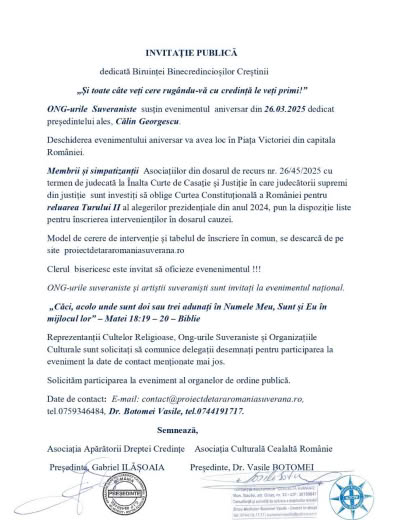 INVITAȚIE PUBLICĂ
dedicată Biruinței Binecredincioșilor Creștinii
„Și toate câte veți cere rugându-vă cu credință le veți primi!”
ONG-urile Suveraniste susțin evenimentul aniversar din 26.03.2025 dedicat
președintelui ales, Călin Georgescu.
Deschiderea evenimentului aniversar va avea loc în Piața Victoriei din capitala
României.
Membrii și simpatizanții Asociațiilor din dosarul de recurs nr. 26/45/2025 cu
termen de judecată la Înalta Curte de Casație și Justiție în care judecătorii supremi
din justiție sunt investiți să oblige Curtea Constituțională a României pentru
reluarea Turului II al alegerilor prezidențiale din anul 2024, pun la dispoziție liste
pentru înscrierea intervenienților în dosarul cauzei.
Model de cerere de intervenție și tabelul de înscriere în comun, se descarcă de pe
site proiectdetararomaniasuverana.ro
Clerul bisericesc este invitat să oficieze evenenimentul !!!
ONG-urile suveraniste și artiștii suveraniști sunt invitați la evenimentul național.
„Căci, acolo unde sunt doi sau trei adunați în Numele Meu, Sunt și Eu în
mijlocul lor” – Matei 18:19 – 20 – Biblie
Reprezentanții Cultelor Religioase, Ong-urile Suveraniste și Organizațiile
Culturale sunt solicitați să comunice delegații desemnați pentru participarea la
eveniment la date de contact menționate mai jos.
Solicităm participarea la eveniment al organelor de ordine publică.
Date de contact: E-mail: contact@proiectdetararomaniasuverana.ro,
tel.0759346484, Dr. Botomei Vasile, tel.0744191717.
Semnează,
Asociația Apărătorii Dreptei Credințe Asociația Culturală Cealaltă Românie
Președinte, Gabriel ILĂȘOAIA Președinte, Dr. Vasile BOTOMEI
PREȘEDINTE